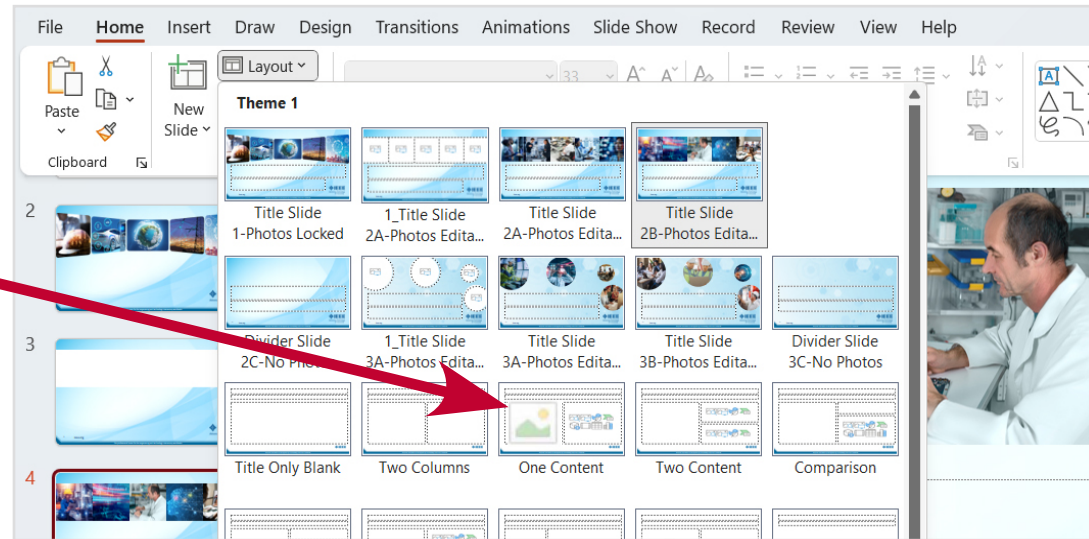 File Home Insert Draw Design Transitions Animations Slide Show Record Review View Help
Layout
33
Paste
New
Slide
Clipboard
Theme 1
Title Slide
1-Photos Locked
1_Title Slide
2A-Photos Edita...
Title Slide
2A-Photos Edita...
Title Slide
2B-Photos Edita...
Divider Slide
2C-No
1_Title Slide
3A-Photos Edita...
Title Slide
3A-Photos Edita...
Title Slide
3B-Photos Edita...
Divider Slide
3C-No Photos
Title Only Blank
Two Columns
One Content
Two Content
Comparison
2
3
4